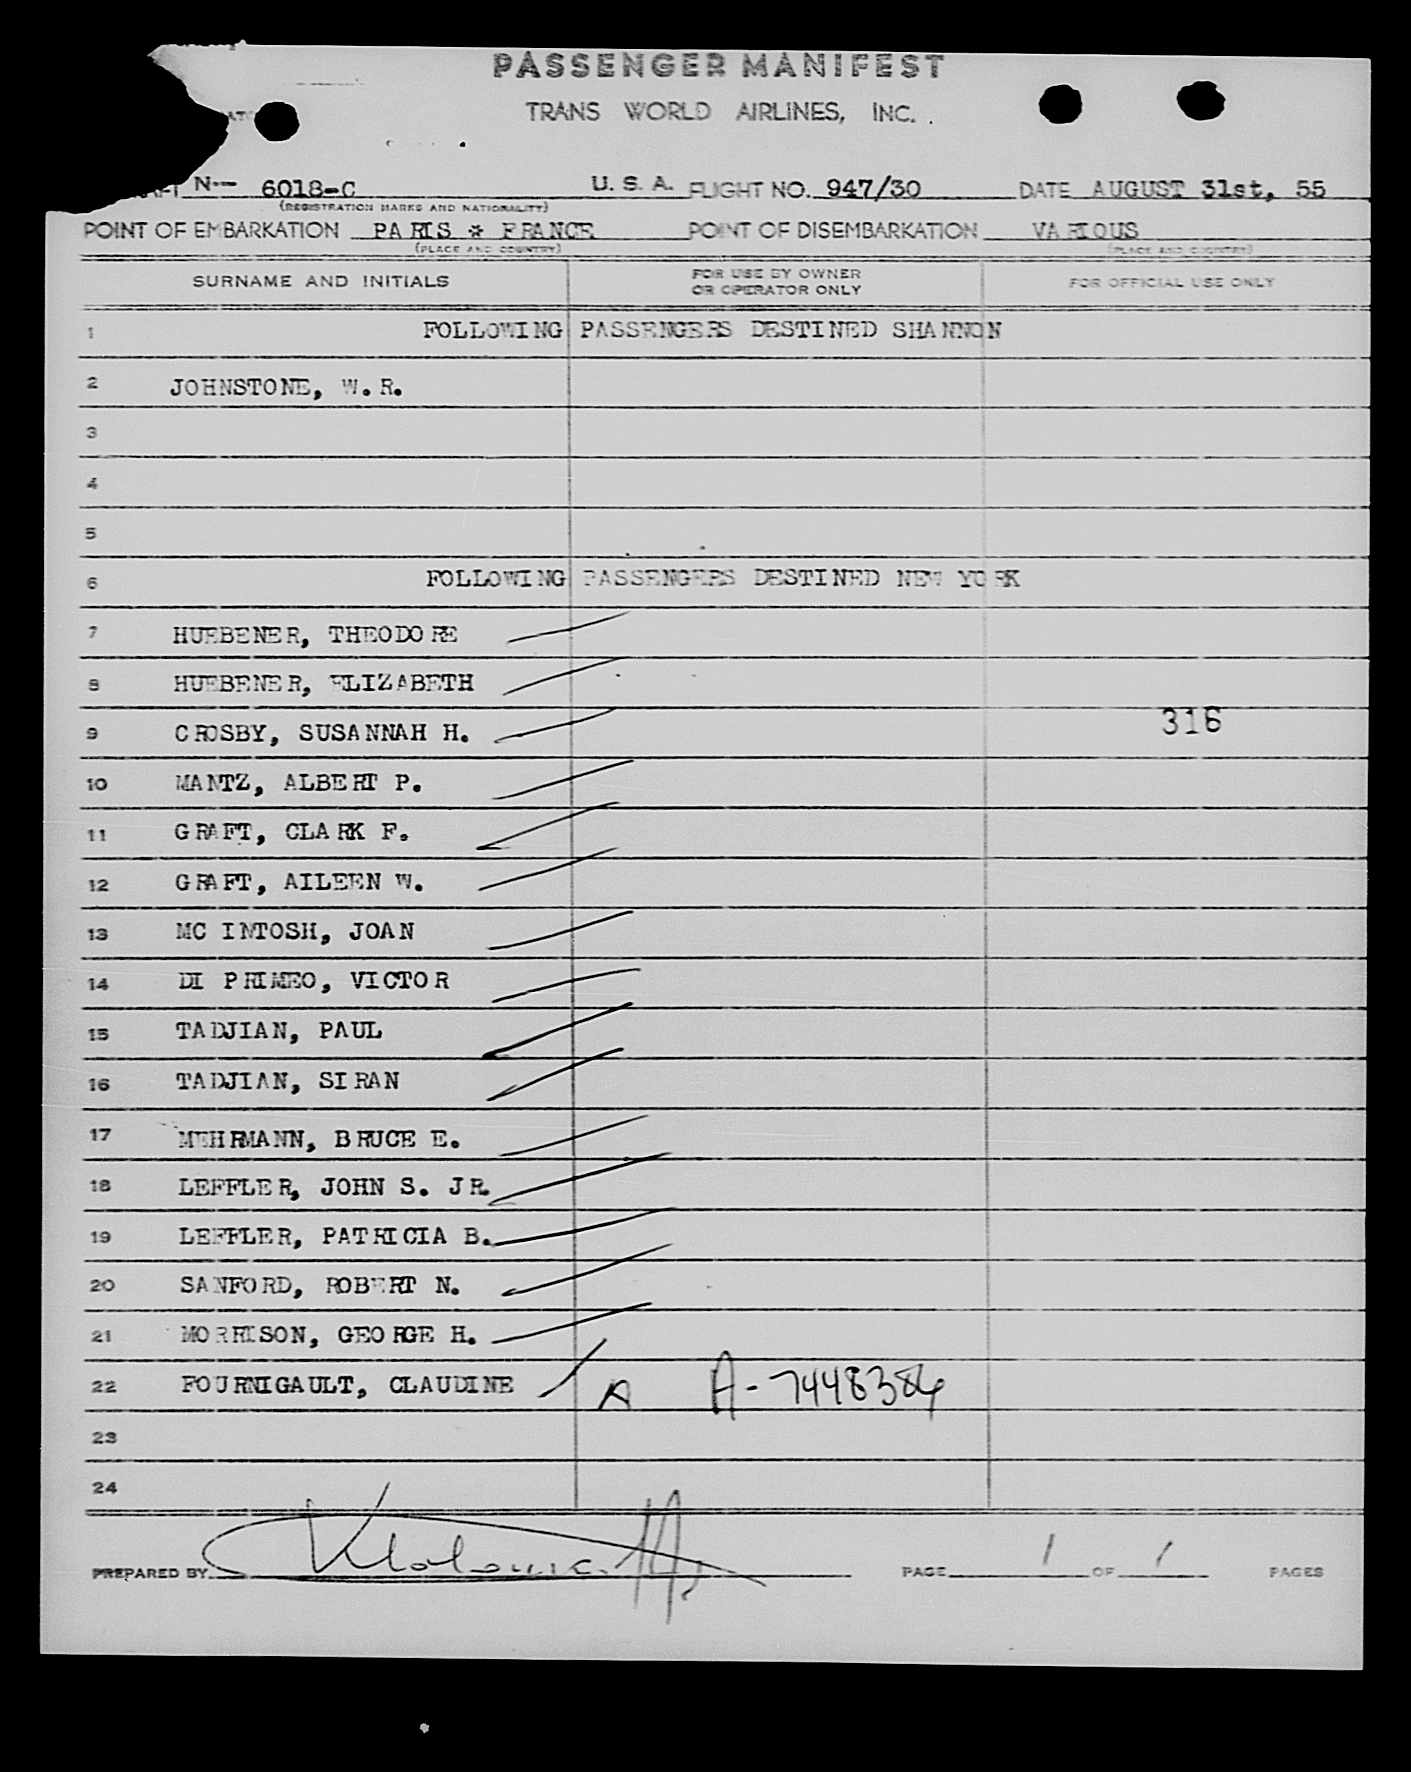 PASSENGER MANIFEST
TRANS WORLD AIRLINES, INC.
N-- 6018-C U. S. A. FLIGHT NO. 947/30 DATE AUGUST 31st, 55
(REGISTRATION MARKS AND NATIONALITY)
POINT OF EMBARKATION PARIS * FRANCE POINT OF DISEMBARKATION VARIOUS
(PLACE AND COUNTRY) (PLACE AND COUNTRY)
SURNAME AND INITIALS FOR USE BY OWNER OR OPERATOR ONLY FOR OFFICIAL USE ONLY
1 FOLLOWING PASSENGERS DESTINED SHANNON
2 JOHNSTONE, W.R.
3
4
5
6 FOLLOWING PASSENGERS DESTINED NEW YORK
7 HUEBENER, THEODORE
8 HUEBENER, ELIZABETH
9 CROSBY, SUSANNAH H. 316
10 MANTZ, ALBERT P.
11 GRAFT, CLARK F.
12 GRAFT, AILEEN W.
13 MC INTOSH, JOAN
14 DI PRIMEO, VICTOR
15 TADJIAN, PAUL
16 TADJIAN, SIRAN
17 MEHRMANN, BRUCE E.
18 LEFFLER, JOHN S. JR.
19 LEFFLER, PATRICIA B.
20 SANFORD, ROBERT N.
21 MORRISON, GEORGE H.
22 FOURNIGAULT, CLAUDINE A A-7448384
23
24
PREPARED BY PAGE 1 OF 1 PAGES